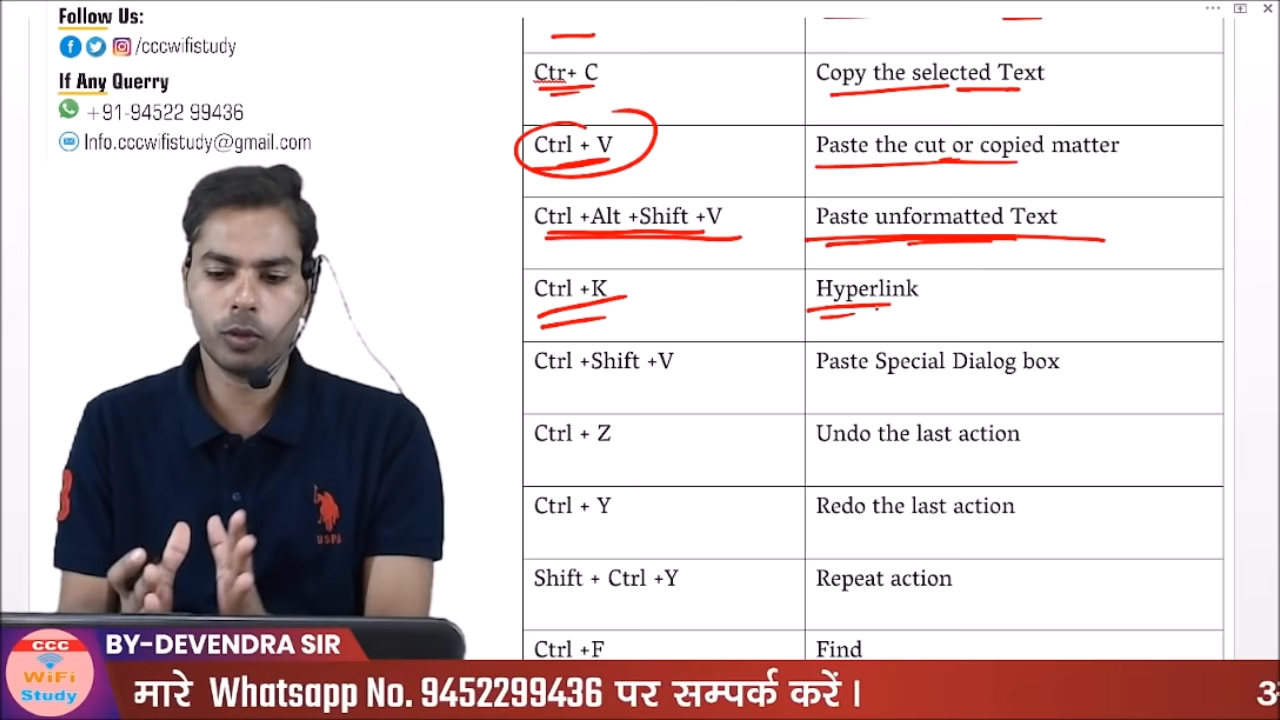 Follow Us:
/cccwifistudy
If Any Querry
+91-94522 99436
Info.cccwifistudy@gmail.com
Ctr+ C Copy the selected Text
Ctrl + V Paste the cut or copied matter
Ctrl +Alt +Shift +V Paste unformatted Text
Ctrl +K Hyperlink
Ctrl +Shift +V Paste Special Dialog box
Ctrl + Z Undo the last action
Ctrl + Y Redo the last action
Shift + Ctrl +Y Repeat action
Ctrl +F Find
USPA
3
CCC
WiFi
Study
BY-DEVENDRA SIR
मारे Whatsapp No. 9452299436 पर सम्पर्क करें।
3